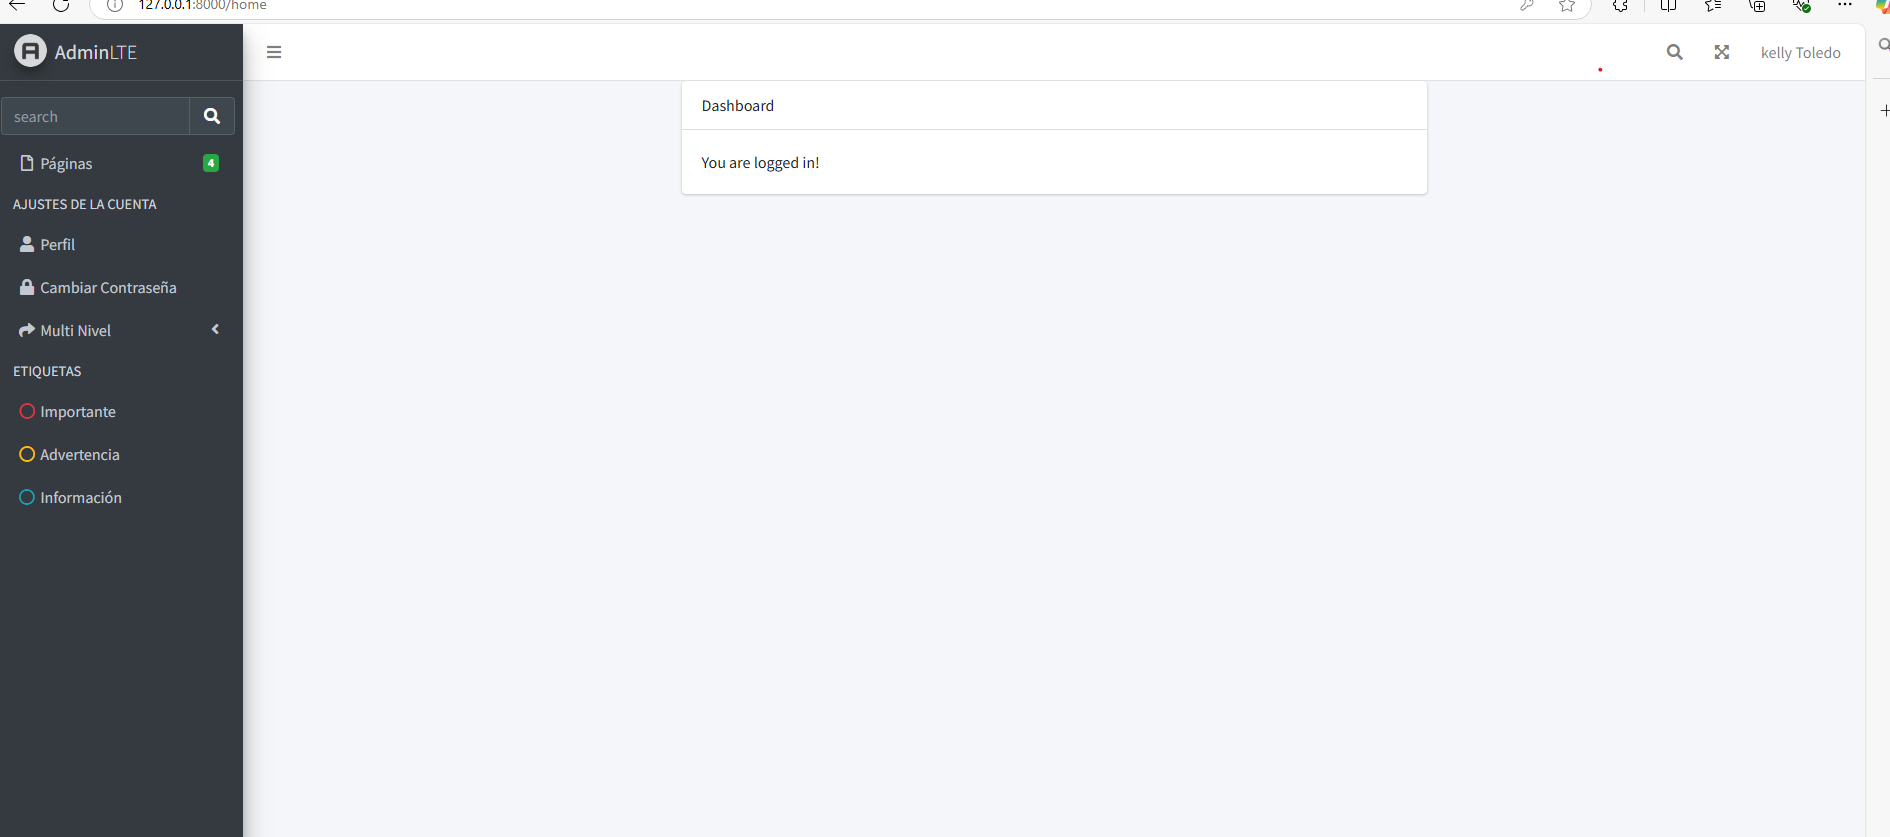 127.0.0.1:8000/home
AdminLTE
kelly Toledo
search
Dashboard
You are logged in!
Páginas 4
AJUSTES DE LA CUENTA
Perfil
Cambiar Contraseña
Multi Nivel
ETIQUETAS
Importante
Advertencia
Información